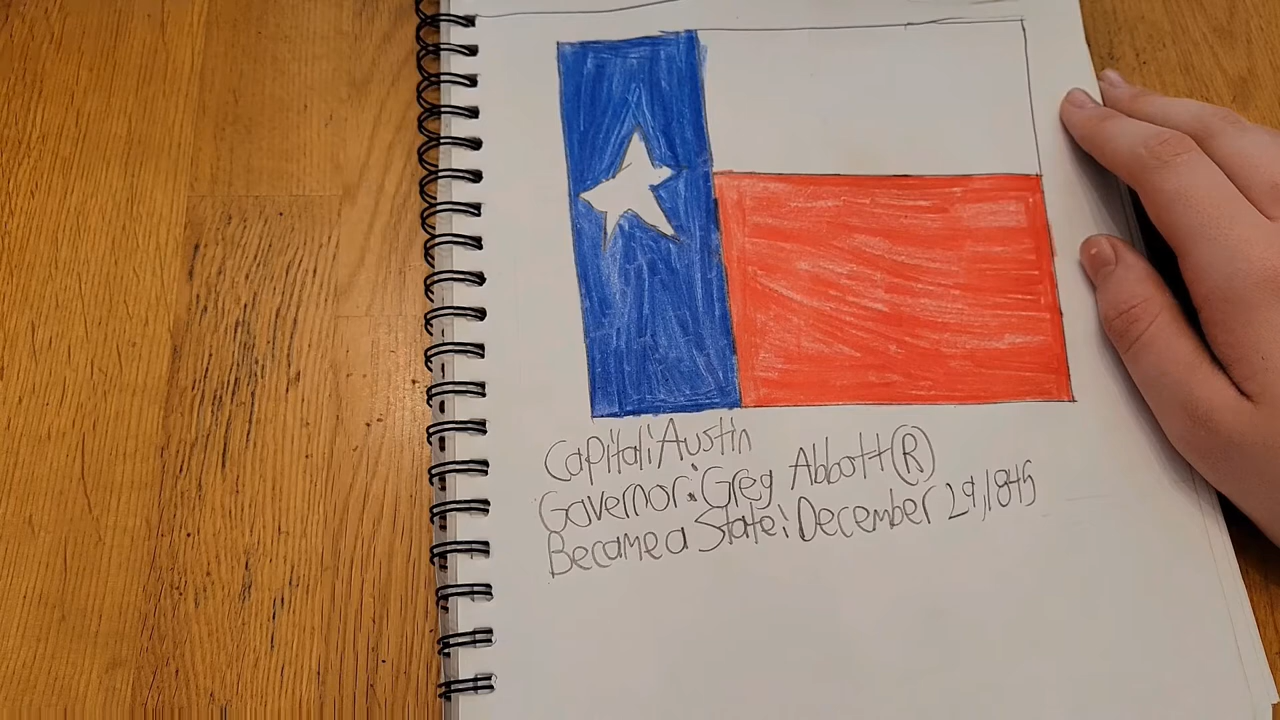 Capital: Austin
Governor: Greg Abbott (R)
Became a State: December 29, 1845